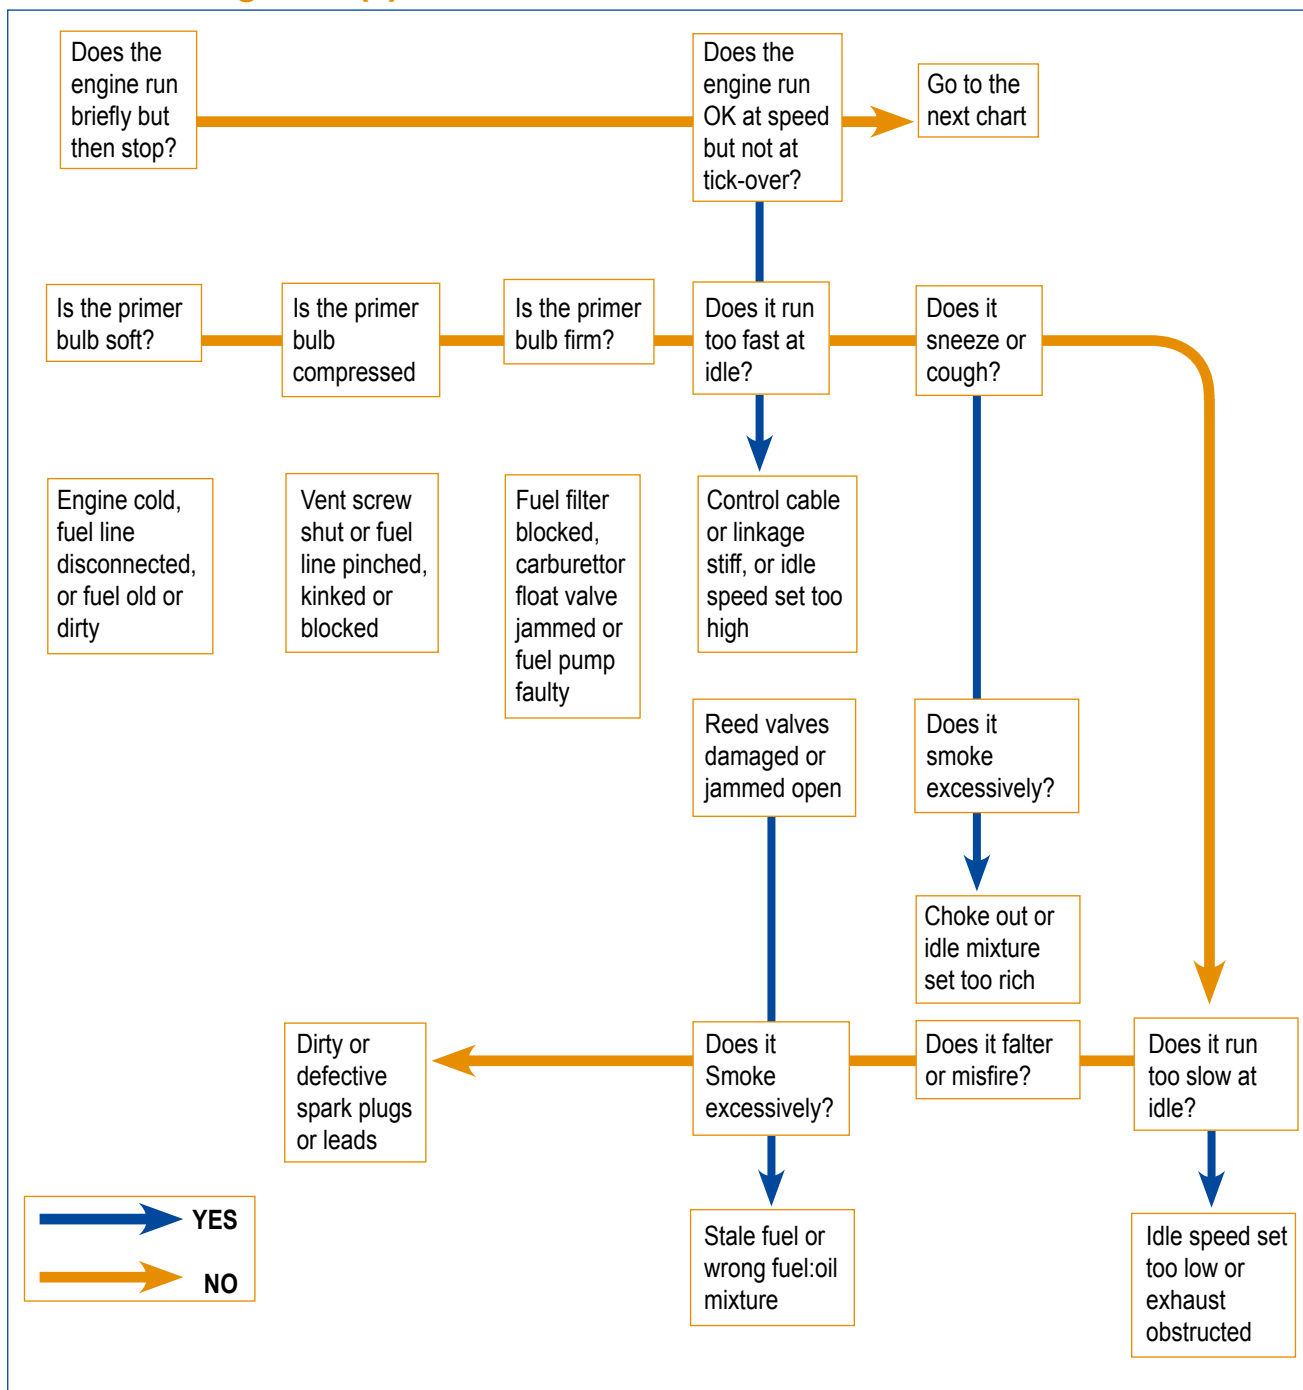 Does the
engine run
briefly but
then stop?
Does the
engine run
OK at speed
but not at
tick-over?
Go to the
next chart
Is the primer
bulb soft?
Is the primer
bulb
compressed
Is the primer
bulb firm?
Does it run
too fast at
idle?
Does it
sneeze or
cough?
Engine cold,
fuel line
disconnected,
or fuel old or
dirty
Vent screw
shut or fuel
line pinched,
kinked or
blocked
Fuel filter
blocked,
carburettor
float valve
jammed or
fuel pump
faulty
Control cable
or linkage
stiff, or idle
speed set too
high
Reed valves
damaged or
jammed open
Does it
smoke
excessively?
Choke out or
idle mixture
set too rich
Dirty or
defective
spark plugs
or leads
Does it
Smoke
excessively?
Does it falter
or misfire?
Does it run
too slow at
idle?
YES
NO
Stale fuel or
wrong fuel:oil
mixture
Idle speed set
too low or
exhaust
obstructed